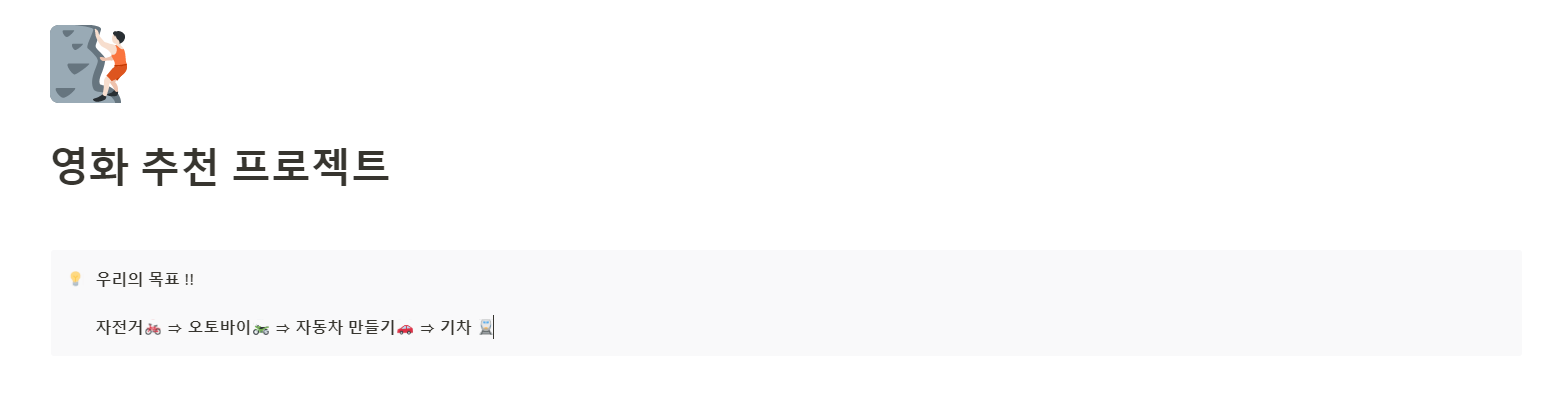 영화 추천 프로젝트
우리의 목표 !!
자전거🚲 ⇒ 오토바이🏍 ⇒ 자동차 만들기🚗 ⇒ 기차 🚆